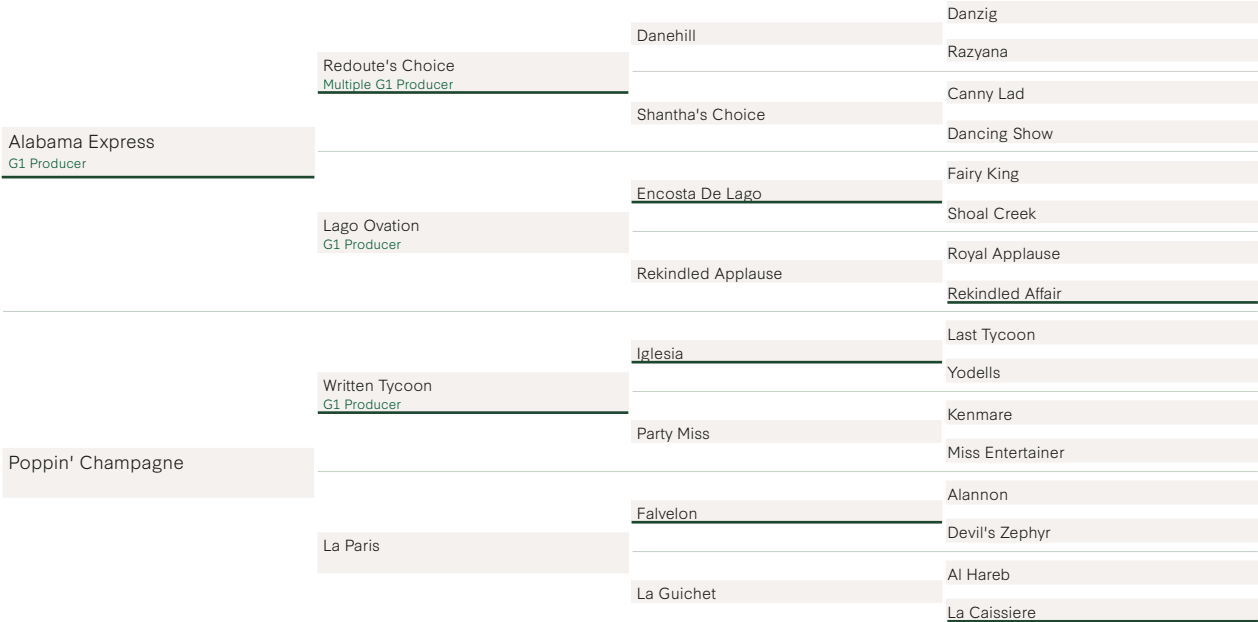 Danzig
Danehill
Razyana
Redoute's Choice
Multiple G1 Producer
Canny Lad
Shantha's Choice
Dancing Show
Alabama Express
G1 Producer
Fairy King
Encosta De Lago
Shoal Creek
Lago Ovation
G1 Producer
Royal Applause
Rekindled Applause
Rekindled Affair
Last Tycoon
Iglesia
Yodells
Written Tycoon
G1 Producer
Kenmare
Party Miss
Miss Entertainer
Poppin' Champagne
Alannon
Falvelon
Devil's Zephyr
La Paris
Al Hareb
La Guichet
La Caissiere